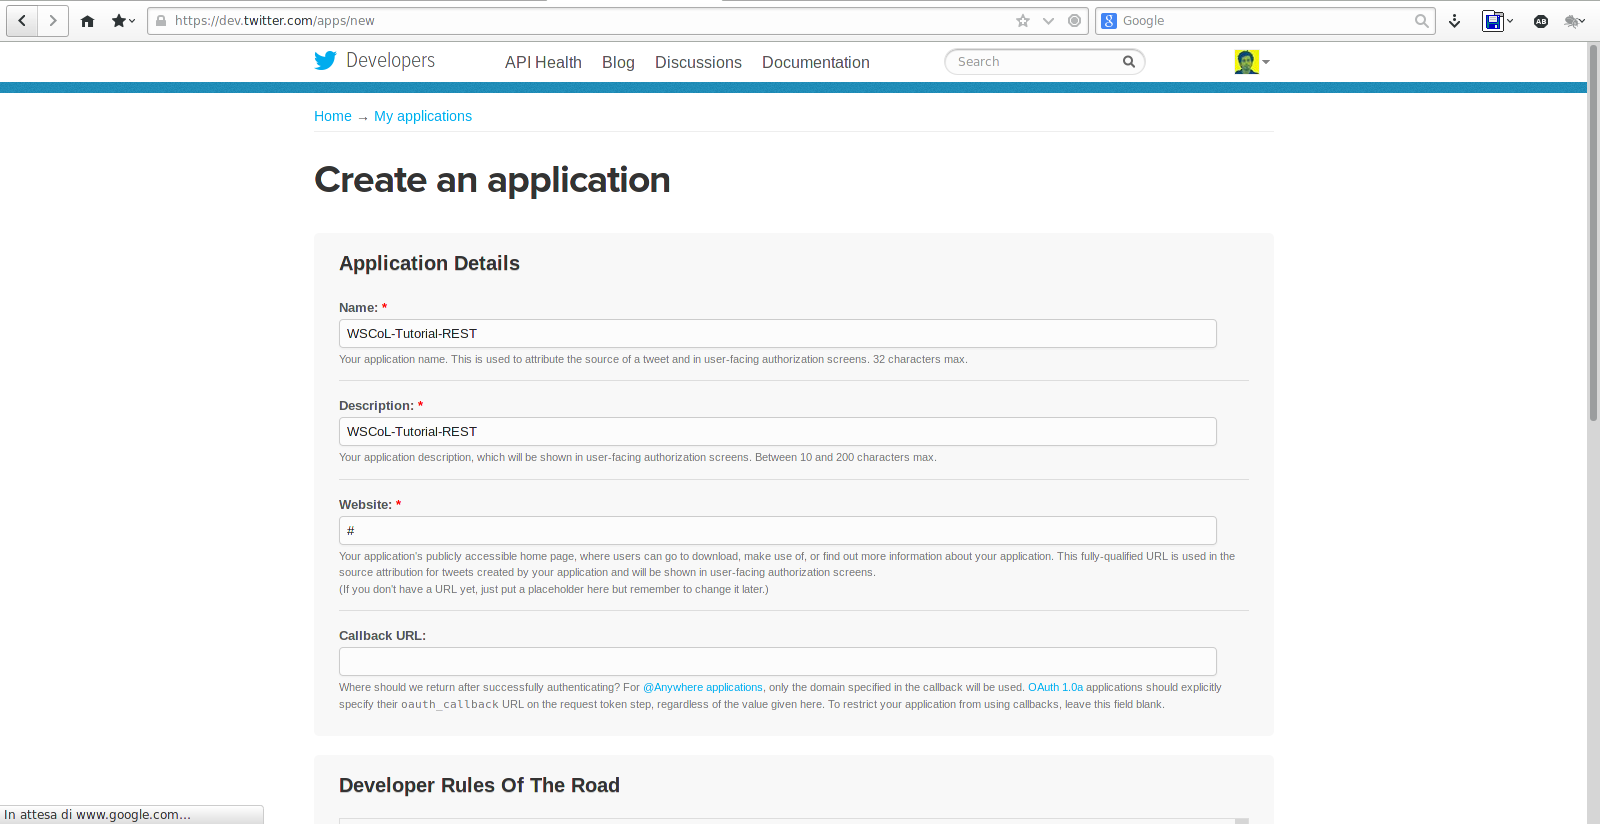 https://dev.twitter.com/apps/new
8 Google
AB
Developers API Health Blog Discussions Documentation Search
Home → My applications
Create an application
Application Details
Name: *
WSCoL-Tutorial-REST
Your application name. This is used to attribute the source of a tweet and in user-facing authorization screens. 32 characters max.
Description: *
WSCoL-Tutorial-REST
Your application description, which will be shown in user-facing authorization screens. Between 10 and 200 characters max.
Website: *
#
Your application's publicly accessible home page, where users can go to download, make use of, or find out more information about your application. This fully-qualified URL is used in the
source attribution for tweets created by your application and will be shown in user-facing authorization screens.
(If you don't have a URL yet, just put a placeholder here but remember to change it later.)
Callback URL:
Where should we return after successfully authenticating? For @Anywhere applications, only the domain specified in the callback will be used. OAuth 1.0a applications should explicitly
specify their oauth_callback URL on the request token step, regardless of the value given here. To restrict your application from using callbacks, leave this field blank.
Developer Rules Of The Road
In attesa di www.google.com...